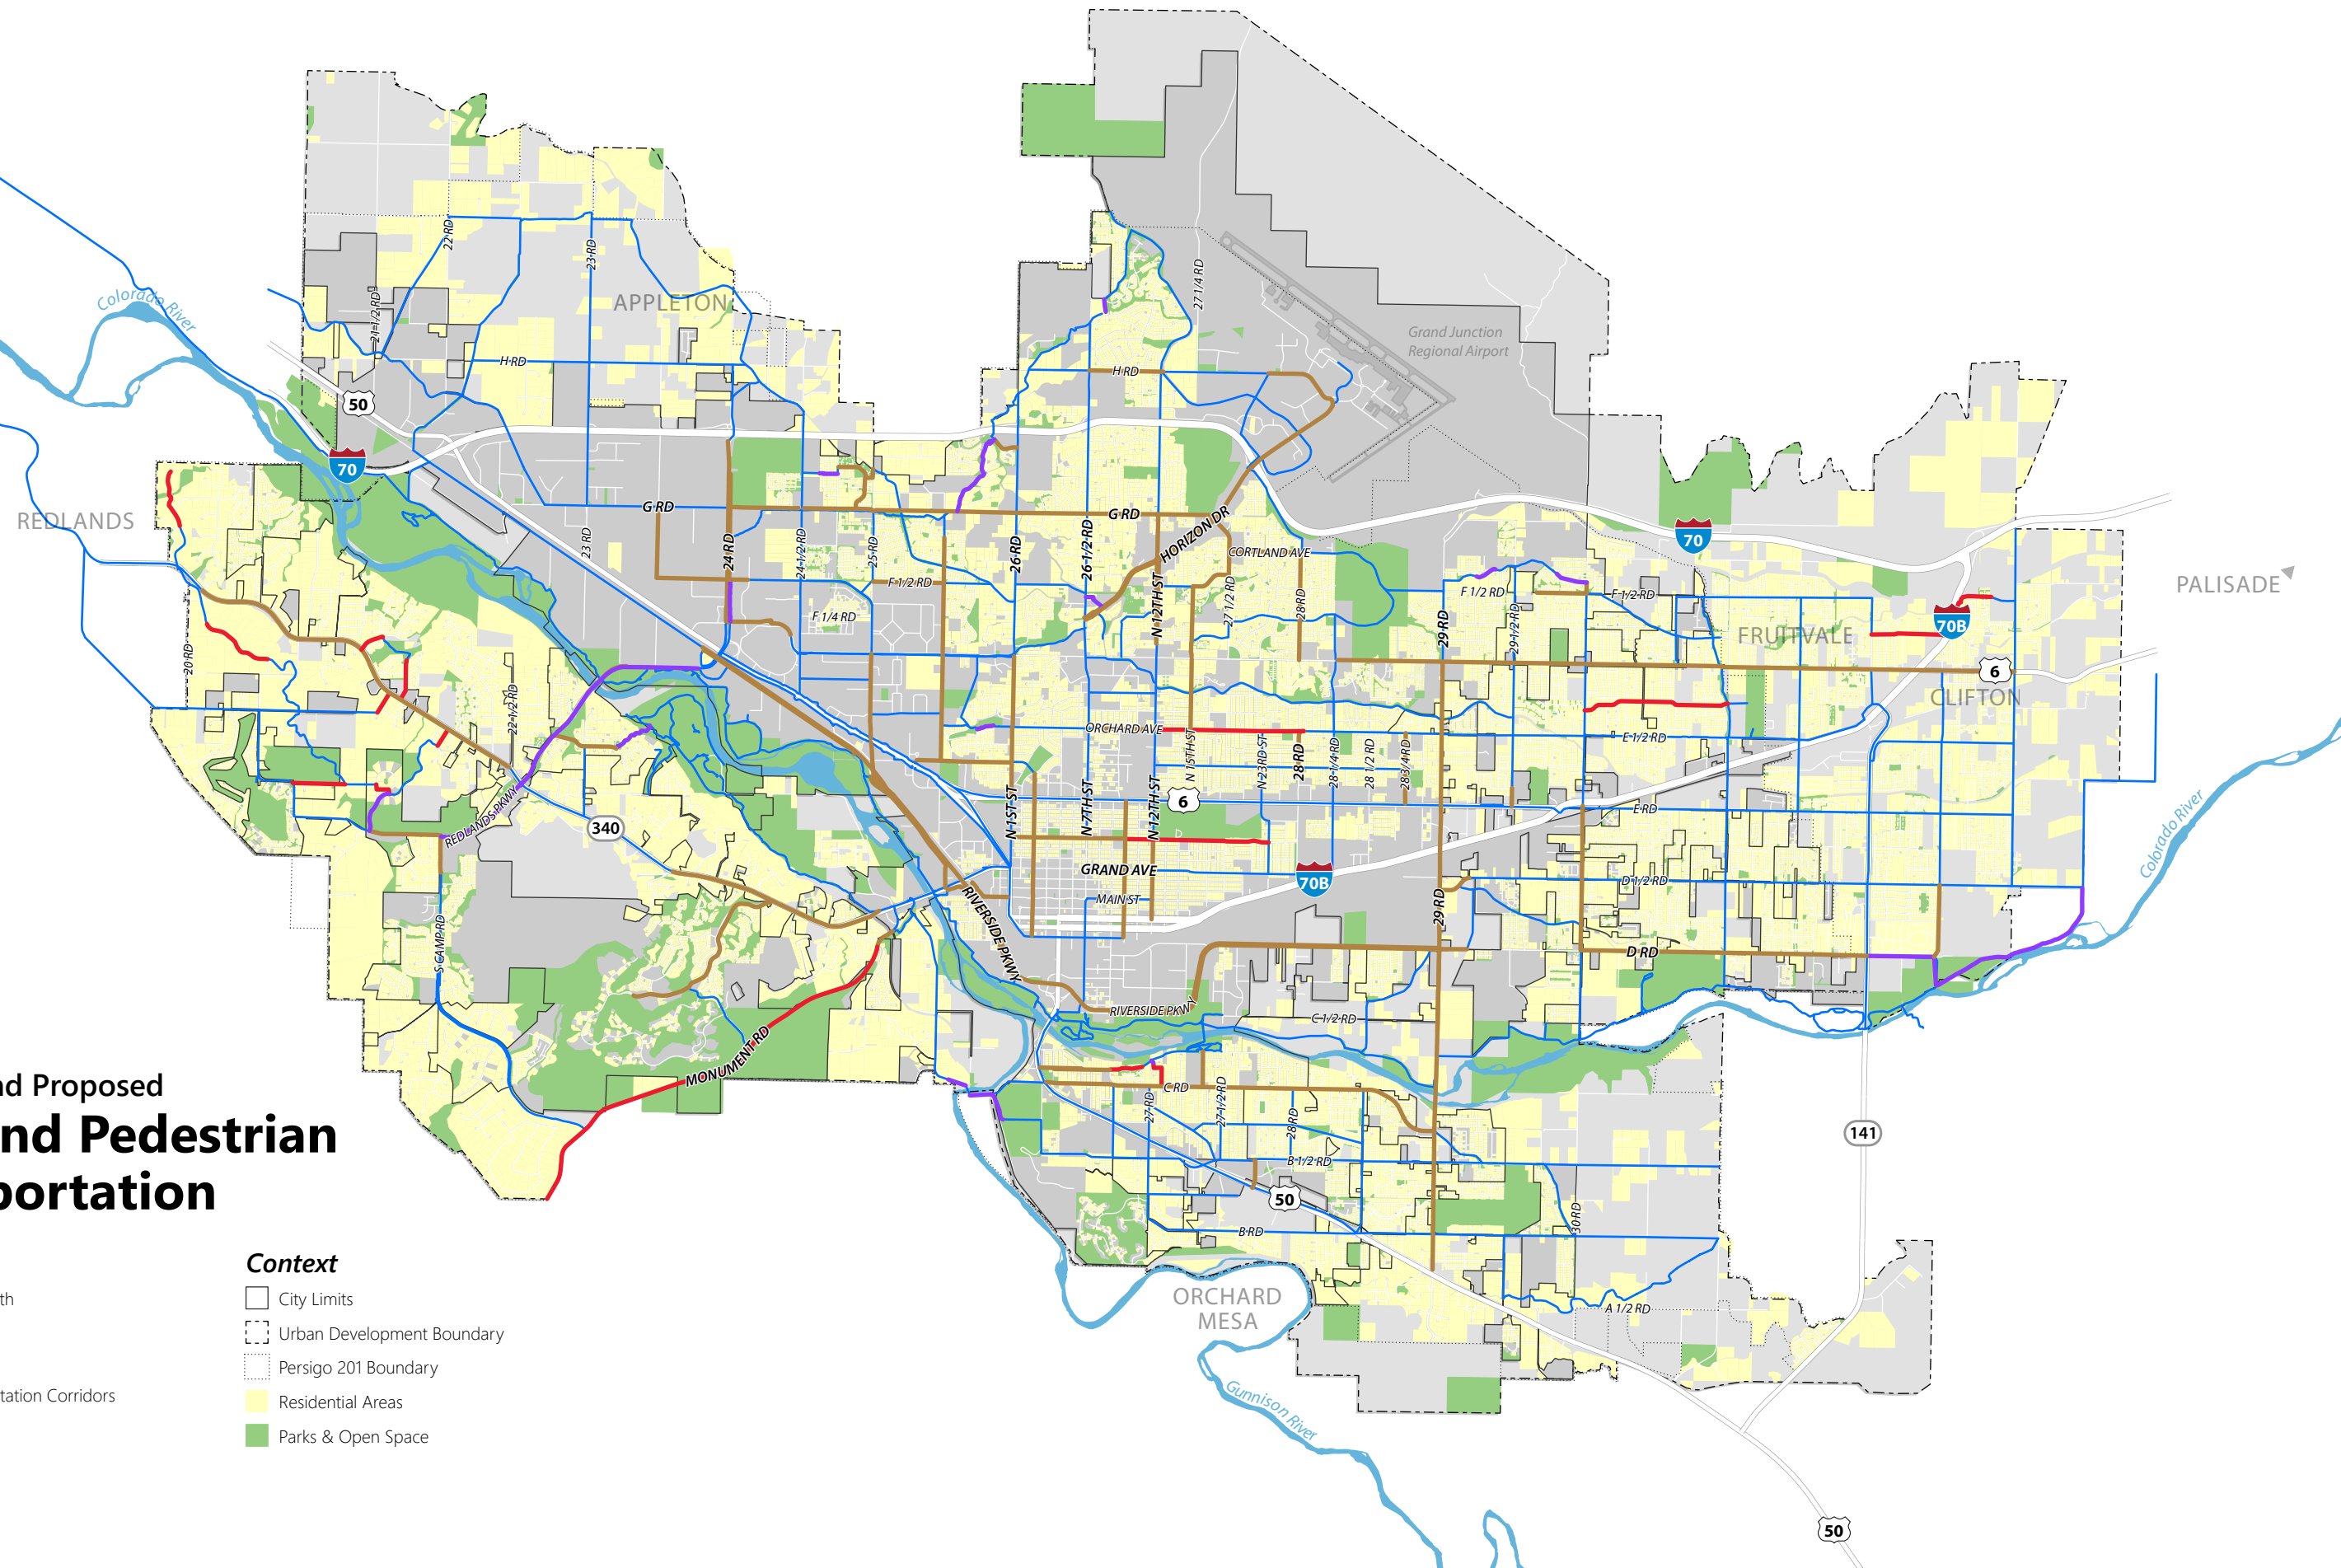 Colorado River
22 RD
23 RD
21-1/2 RD
APPLETON
27 1/4 RD
Grand Junction
Regional Airport
H RD
H RD
50
70
REDLANDS
G RD
G RD
HORIZON DR
23 RD
24 RD
24-1/2 RD
25 RD
26 RD
26-1/2 RD
CORTLAND AVE
70
PALISADE
F 1/2 RD
F 1/4 RD
N 12TH ST
27 1/2 RD
28 RD
29 RD
F 1/2 RD
29-1/2 RD
F 1/2 RD
FRUITVALE
70B
20 RD
6
CLIFTON
22-1/2 RD
ORCHARD AVE
N 15TH ST
N 23RD ST
28 RD
28-1/4 RD
28 1/2 RD
28 3/4 RD
E 1/2 RD
REDLANDS PKWY
340
N 1ST ST
N 7TH ST
N 12TH ST
6
E RD
Colorado River
GRAND AVE
70B
D 1/2 RD
MAIN ST
RIVERSIDE PKWY
29 RD
S CAMP RD
D RD
RIVERSIDE PKWY
C 1/2 RD
MONUMENT RD
C RD
27 RD
27-1/2 RD
28 RD
141
nd Proposed
nd Pedestrian
portation
B 1/2 RD
50
B RD
30 RD
A 1/2 RD
ORCHARD
MESA
Gunnison River
50
th
tation Corridors
Context
City Limits
Urban Development Boundary
Persigo 201 Boundary
Residential Areas
Parks & Open Space